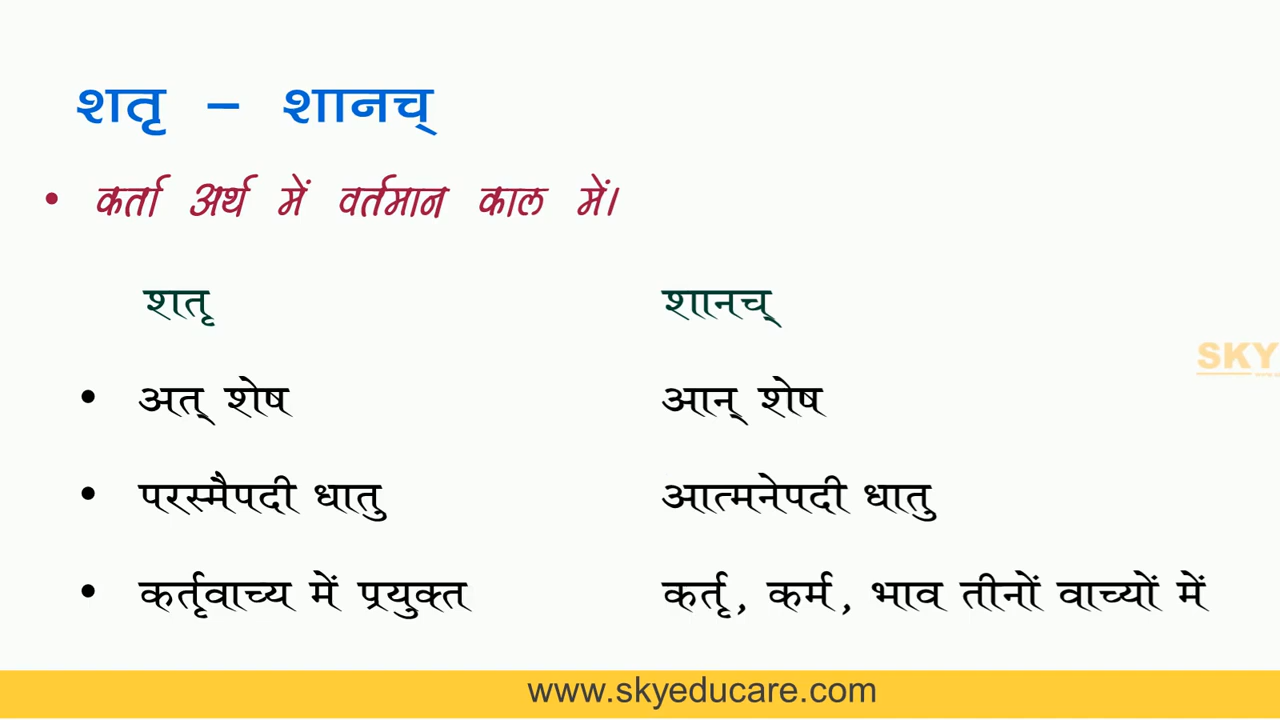 शतृ – शानच्
• कर्ता अर्थ में वर्तमान काल में।
शतृ शानच्
• अत् शेष आन् शेष
• परस्मैपदी धातु आत्मनेपदी धातु
• कर्तृवाच्य में प्रयुक्त कर्तृ, कर्म, भाव तीनों वाच्यों में
SKY
www.skyeducare.com